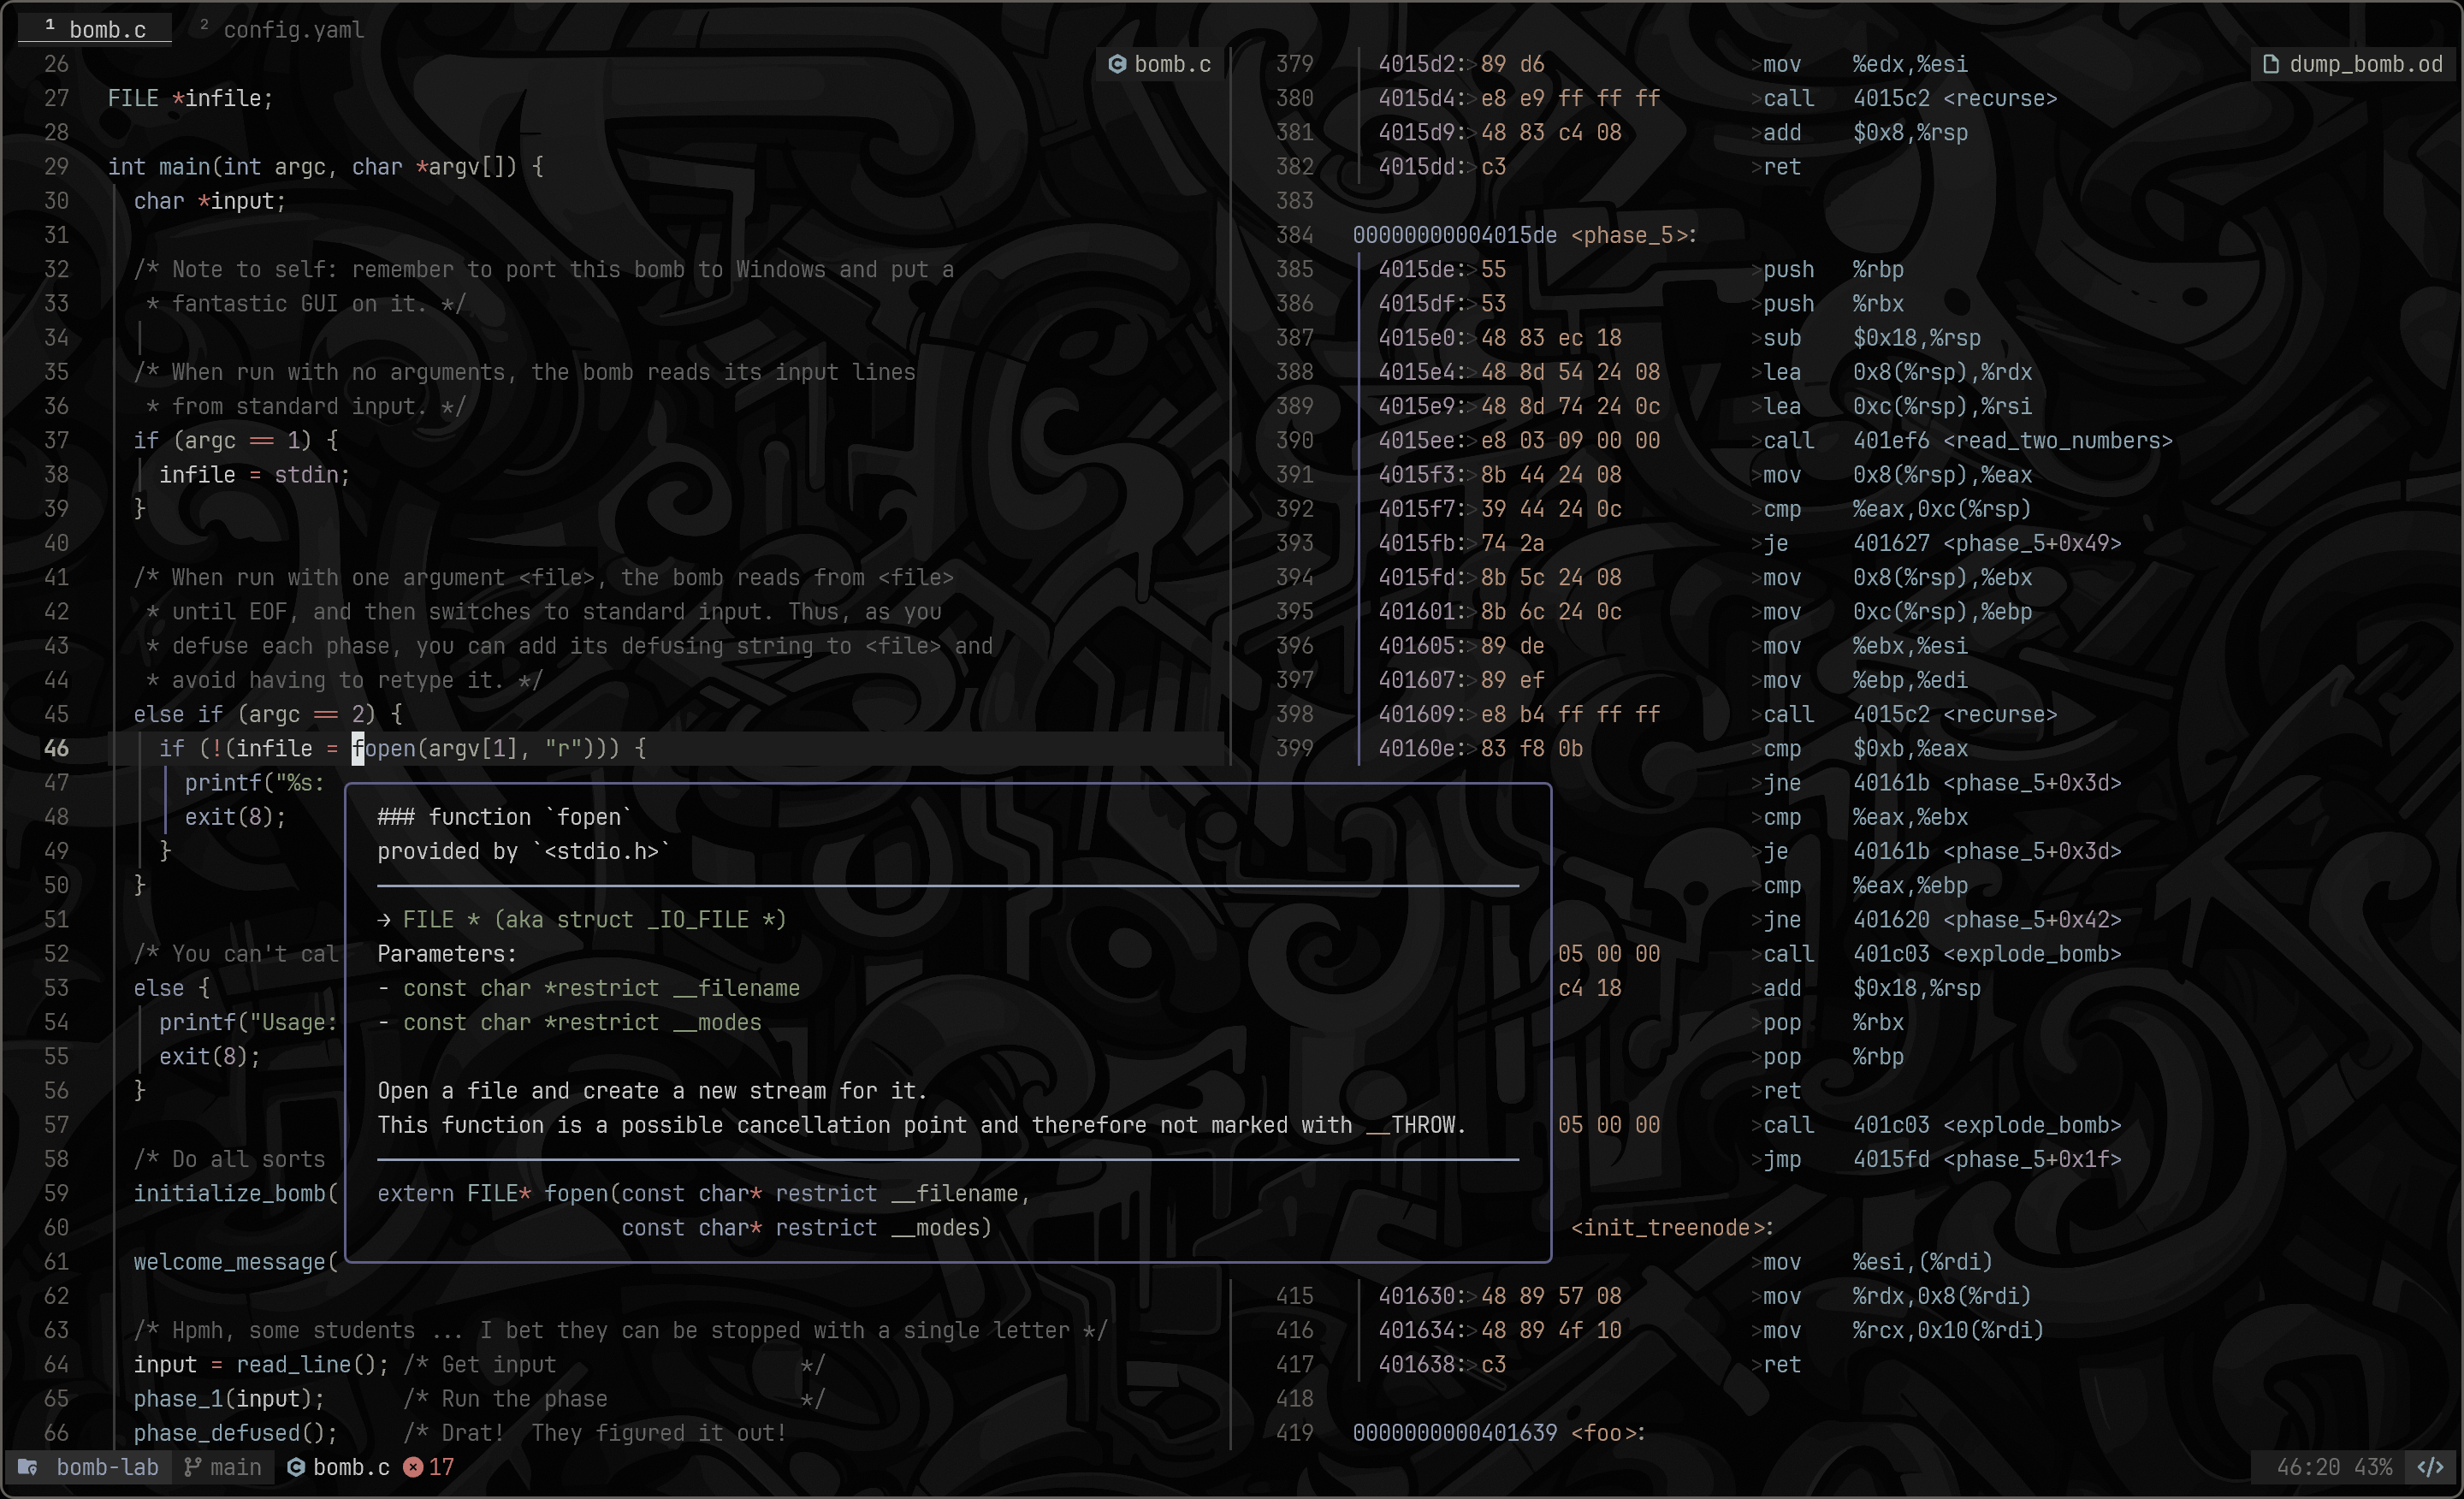 1 bomb.c 2 config.yaml
bomb.c
26
27 FILE *infile;
28
29 int main(int argc, char *argv[]) {
30 char *input;
31
32 /* Note to self: remember to port this bomb to Windows and put a
33 * fantastic GUI on it. */
34
35 /* When run with no arguments, the bomb reads its input lines
36 * from standard input. */
37 if (argc == 1) {
38 infile = stdin;
39 }
40
41 /* When run with one argument <file>, the bomb reads from <file>
42 * until EOF, and then switches to standard input. Thus, as you
43 * defuse each phase, you can add its defusing string to <file> and
44 * avoid having to retype it. */
45 else if (argc == 2) {
46 if (!(infile = fopen(argv[1], "r"))) {
47 printf("%s:
48 exit(8);
49 }
50 }
51
52 /* You can't cal
53 else {
54 printf("Usage:
55 exit(8);
56 }
57
58 /* Do all sorts
59 initialize_bomb(
60
61 welcome_message(
62
63 /* Hpmh, some students ... I bet they can be stopped with a single letter */
64 input = read_line(); /* Get input */
65 phase_1(input); /* Run the phase */
66 phase_defused(); /* Drat! They figured it out!
### function `fopen`
provided by `<stdio.h>`
→ FILE * (aka struct _IO_FILE *)
Parameters:
- const char *restrict __filename
- const char *restrict __modes
Open a file and create a new stream for it.
This function is a possible cancellation point and therefore not marked with __THROW.
extern FILE* fopen(const char* restrict __filename,
const char* restrict __modes)
dump_bomb.od
379 4015d2:>89 d6 >mov %edx,%esi
380 4015d4:>e8 e9 ff ff ff >call 4015c2 <recurse>
381 4015d9:>48 83 c4 08 >add $0x8,%rsp
382 4015dd:>c3 >ret
383
384 00000000004015de <phase_5>:
385 4015de:>55 >push %rbp
386 4015df:>53 >push %rbx
387 4015e0:>48 83 ec 18 >sub $0x18,%rsp
388 4015e4:>48 8d 54 24 08 >lea 0x8(%rsp),%rdx
389 4015e9:>48 8d 74 24 0c >lea 0xc(%rsp),%rsi
390 4015ee:>e8 03 09 00 00 >call 401ef6 <read_two_numbers>
391 4015f3:>8b 44 24 08 >mov 0x8(%rsp),%eax
392 4015f7:>39 44 24 0c >cmp %eax,0xc(%rsp)
393 4015fb:>74 2a >je 401627 <phase_5+0x49>
394 4015fd:>8b 5c 24 08 >mov 0x8(%rsp),%ebx
395 401601:>8b 6c 24 0c >mov 0xc(%rsp),%ebp
396 401605:>89 de >mov %ebx,%esi
397 401607:>89 ef >mov %ebp,%edi
398 401609:>e8 b4 ff ff ff >call 4015c2 <recurse>
399 40160e:>83 f8 0b >cmp $0xb,%eax
>jne 40161b <phase_5+0x3d>
>cmp %eax,%ebx
>je 40161b <phase_5+0x3d>
>cmp %eax,%ebp
>jne 401620 <phase_5+0x42>
05 00 00 >call 401c03 <explode_bomb>
c4 18 >add $0x18,%rsp
>pop %rbx
>pop %rbp
>ret
05 00 00 >call 401c03 <explode_bomb>
>jmp 4015fd <phase_5+0x1f>
<init_treenode>:
>mov %esi,(%rdi)
415 401630:>48 89 57 08 >mov %rdx,0x8(%rdi)
416 401634:>48 89 4f 10 >mov %rcx,0x10(%rdi)
417 401638:>c3 >ret
418
419 0000000000401639 <foo>:
bomb-lab main bomb.c 17
46:20 43% </>